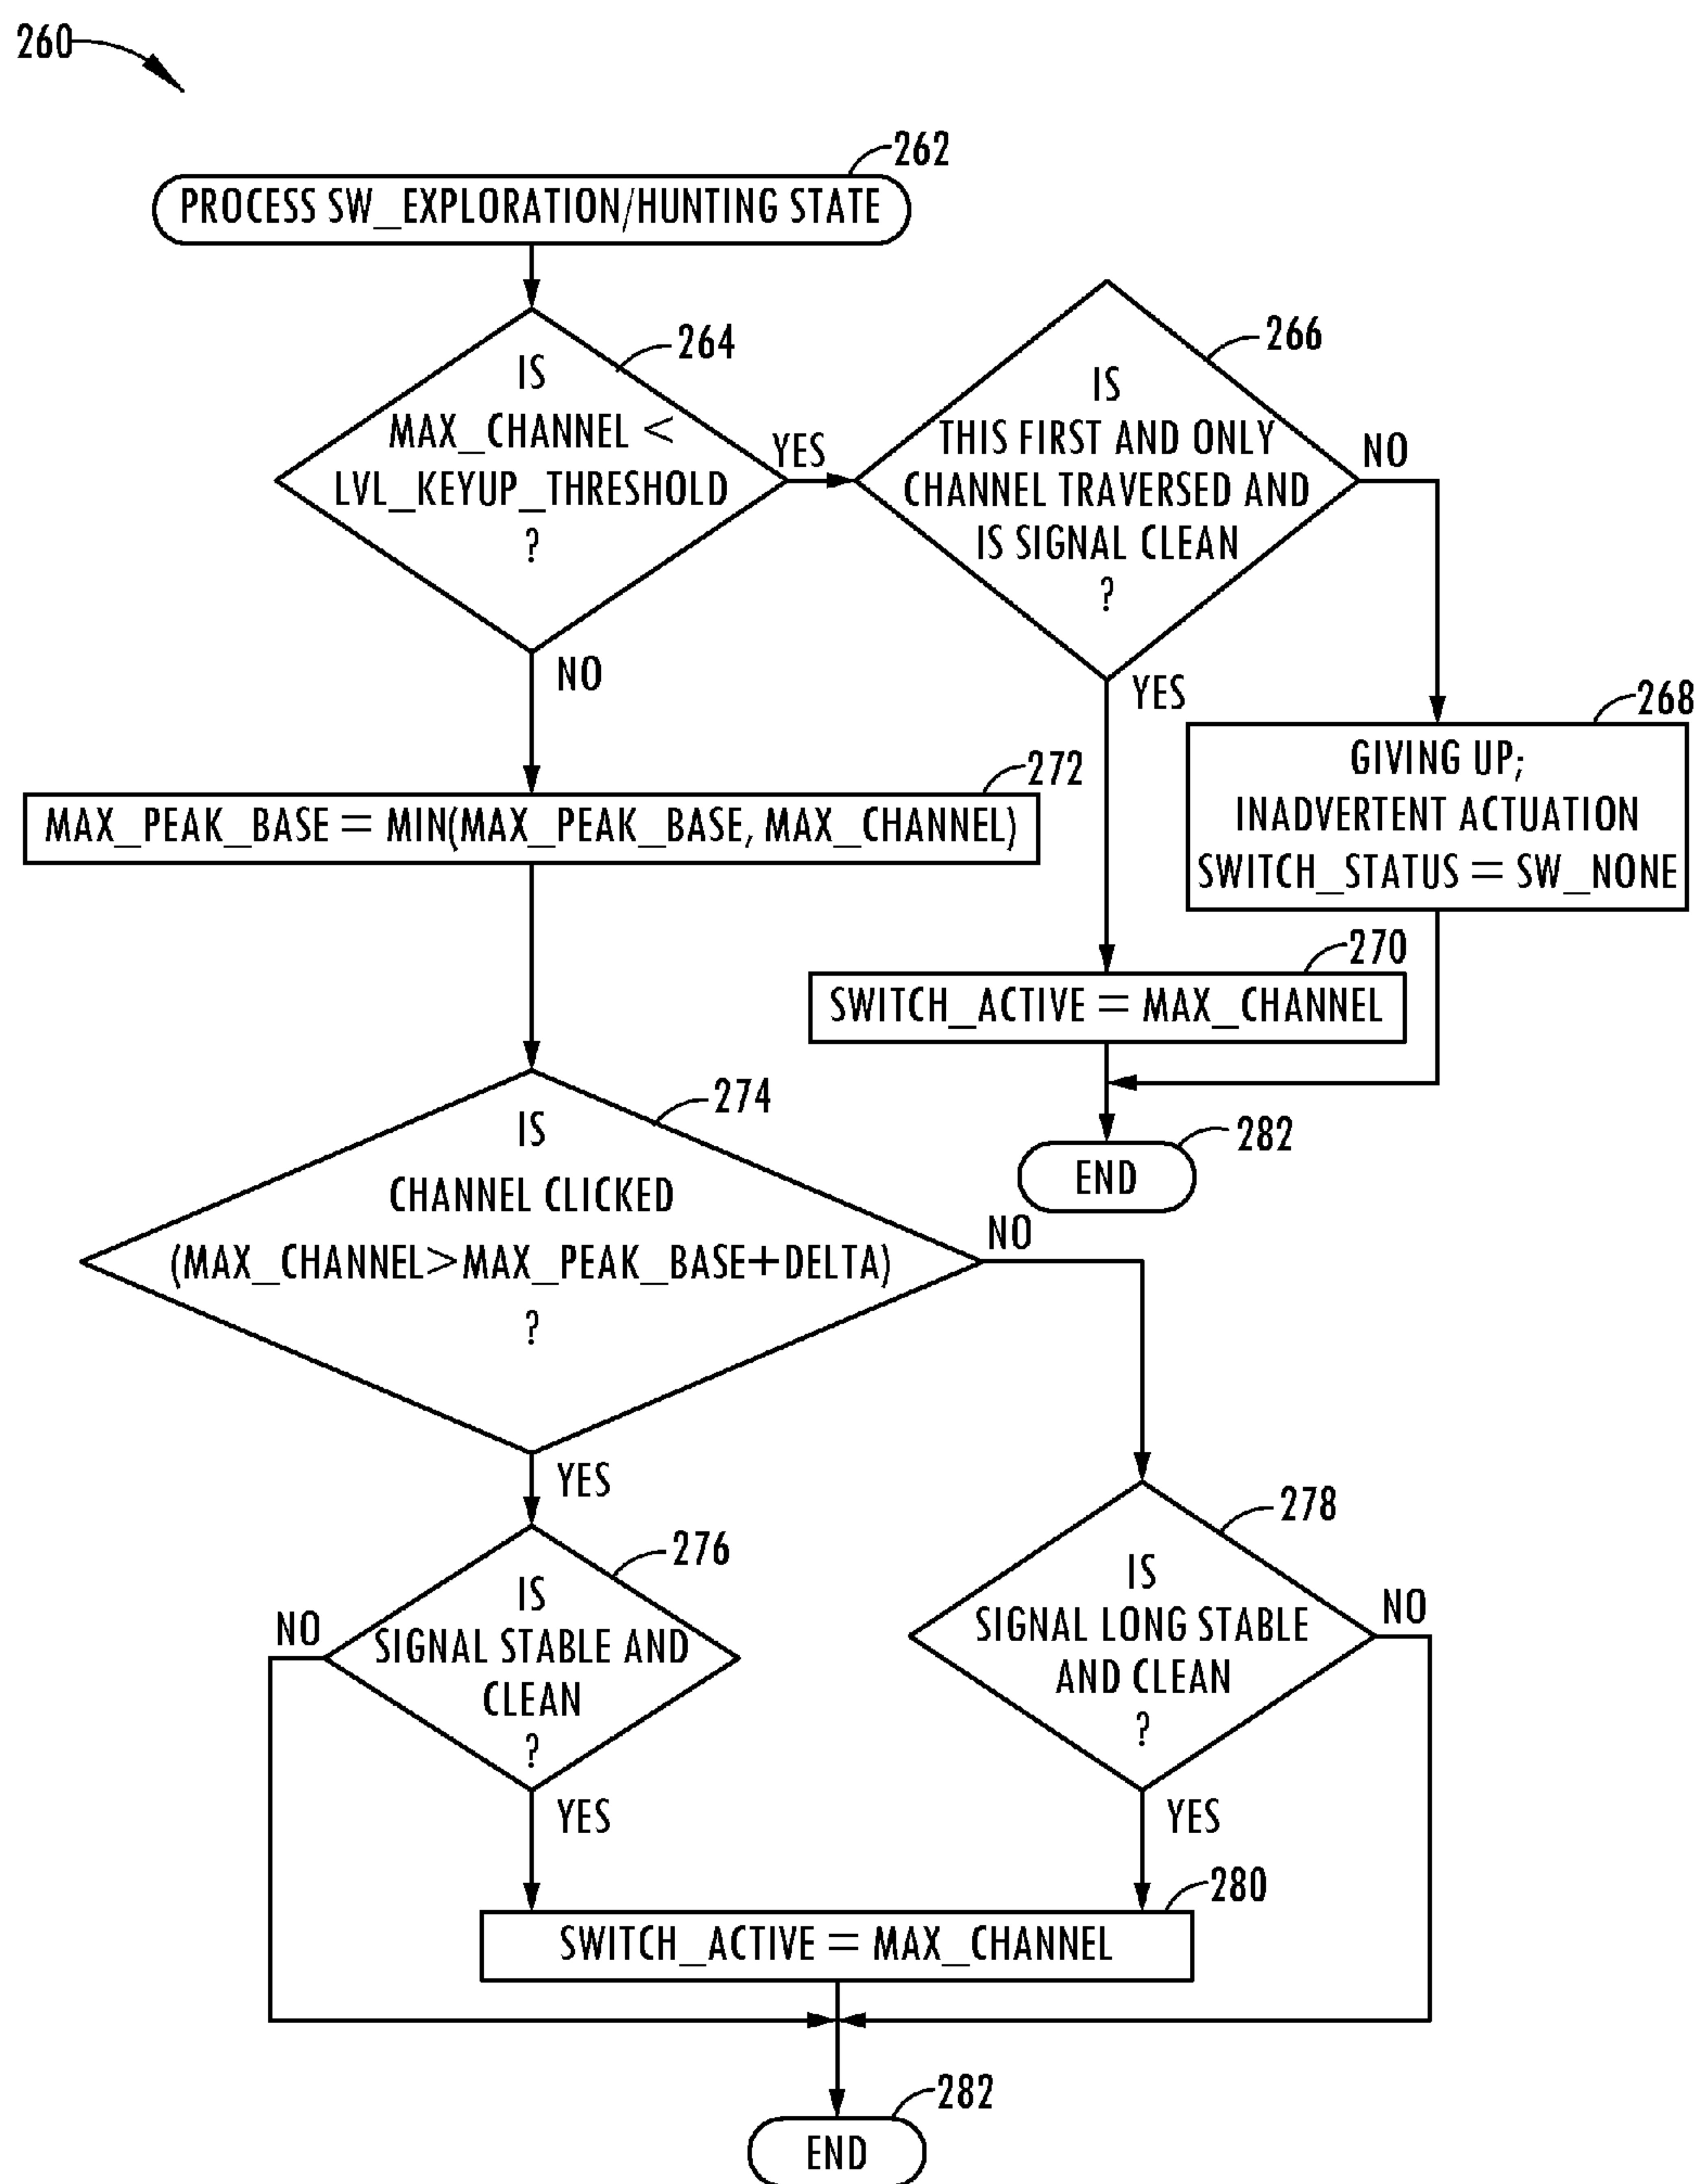 260
262
PROCESS SW_EXPLORATION/HUNTING STATE
264
IS
MAX_CHANNEL <
LVL_KEYUP_THRESHOLD
?
YES
NO
266
IS
THIS FIRST AND ONLY
CHANNEL TRAVERSED AND
IS SIGNAL CLEAN
?
NO
YES
268
GIVING UP;
INADVERTENT ACTUATION
SWITCH_STATUS = SW_NONE
272
MAX_PEAK_BASE = MIN(MAX_PEAK_BASE, MAX_CHANNEL)
270
SWITCH_ACTIVE = MAX_CHANNEL
282
END
274
IS
CHANNEL CLICKED
(MAX_CHANNEL>MAX_PEAK_BASE+DELTA)
?
NO
YES
276
IS
SIGNAL STABLE AND
CLEAN
?
NO
YES
278
IS
SIGNAL LONG STABLE
AND CLEAN
?
NO
YES
280
SWITCH_ACTIVE = MAX_CHANNEL
282
END